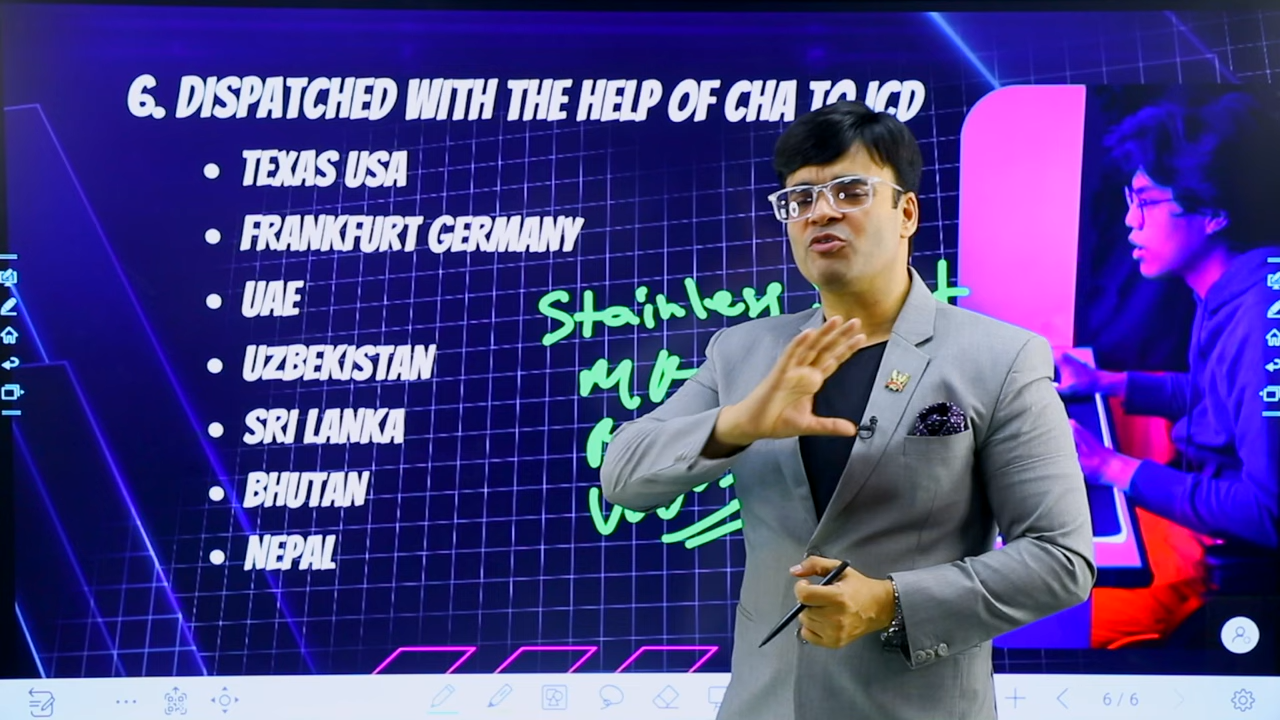 6. DISPATCHED WITH THE HELP OF CHA TO ICD
• TEXAS USA
• FRANKFURT GERMANY
• UAE
• UZBEKISTAN
• SRI LANKA
• BHUTAN
• NEPAL
Stainless
6/6